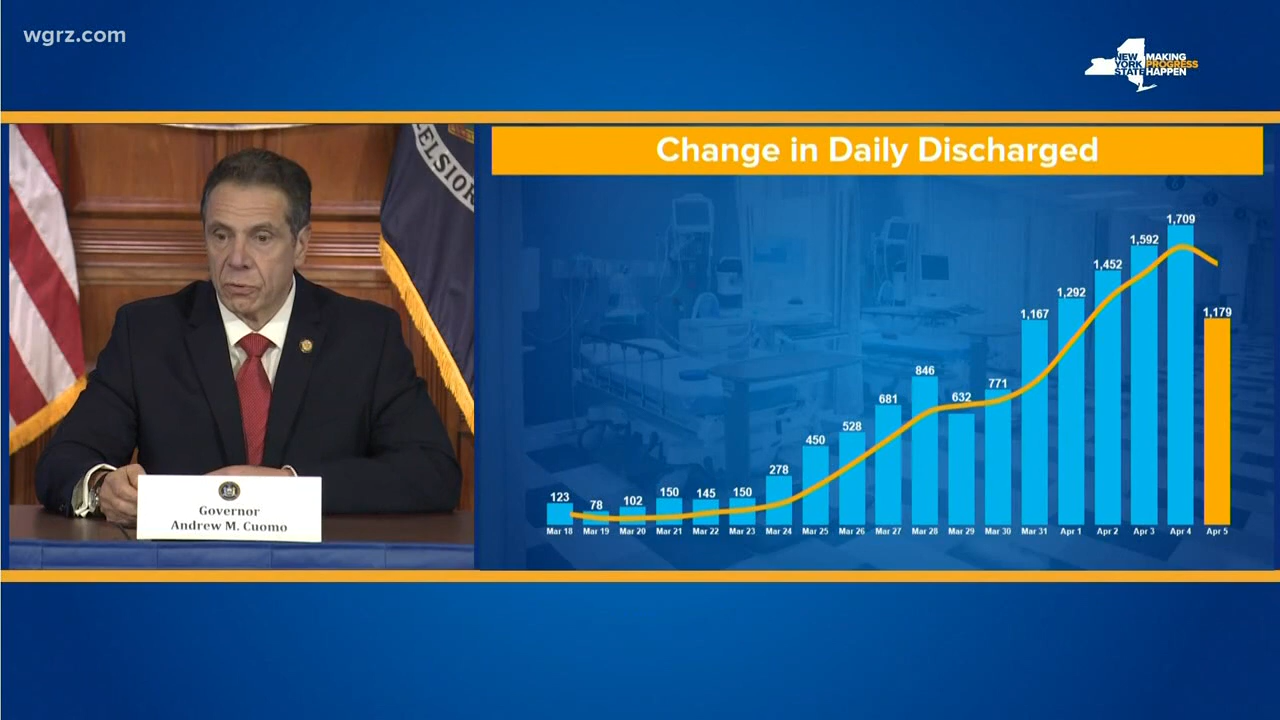 wgrz.com
NEW YORK STATE
MAKING
PROGRESS
HAPPEN
ELSIOR
Change in Daily Discharged
123
78
102
150
145
150
278
450
528
681
846
632
771
1,167
1,292
1,452
1,592
1,709
1,179
Mar 18
Mar 19
Mar 20
Mar 21
Mar 22
Mar 23
Mar 24
Mar 25
Mar 26
Mar 27
Mar 28
Mar 29
Mar 30
Mar 31
Apr 1
Apr 2
Apr 3
Apr 4
Apr 5
Governor
Andrew M. Cuomo